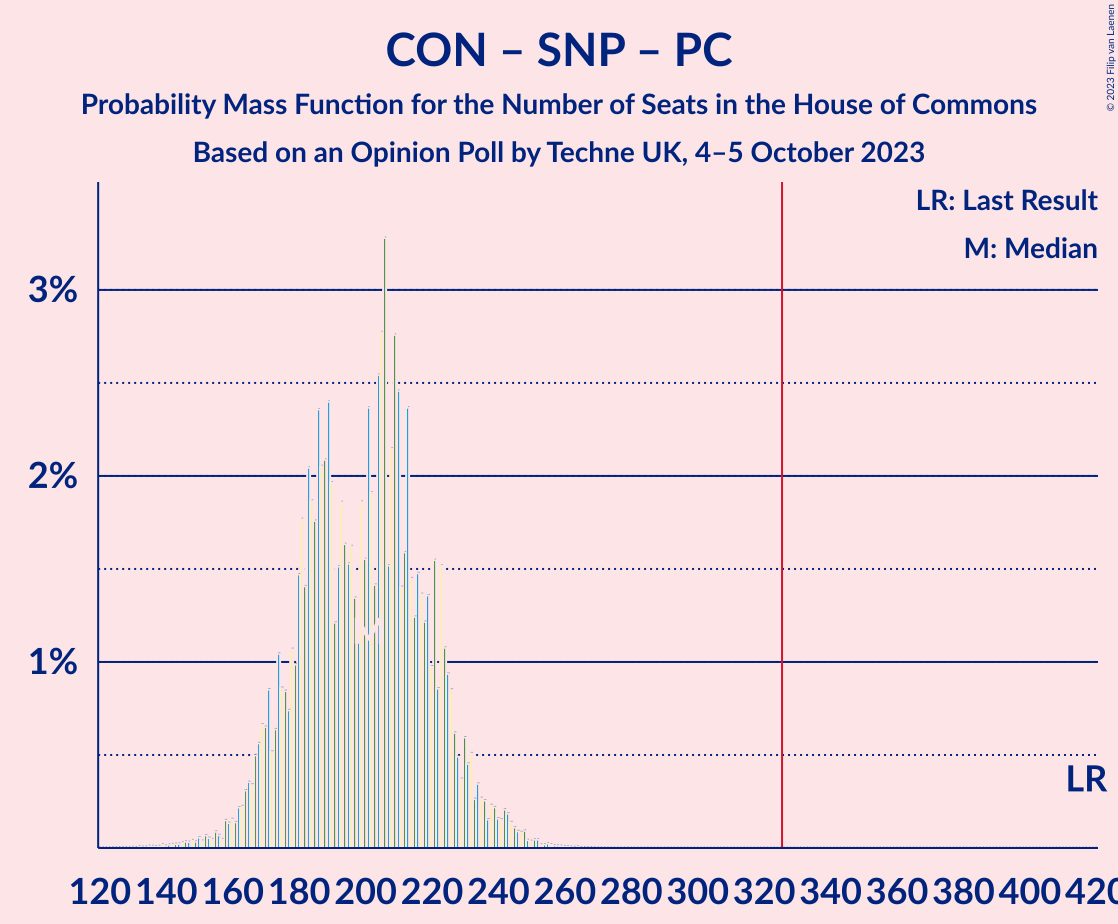 CON – SNP – PC
Probability Mass Function for the Number of Seats in the House of Commons
Based on an Opinion Poll by Techne UK, 4–5 October 2023
© 2023 Filip van Laenen
LR: Last Result
M: Median
3%
2%
1%
LR
120 140 160 180 200 220 240 260 280 300 320 340 360 380 400 420